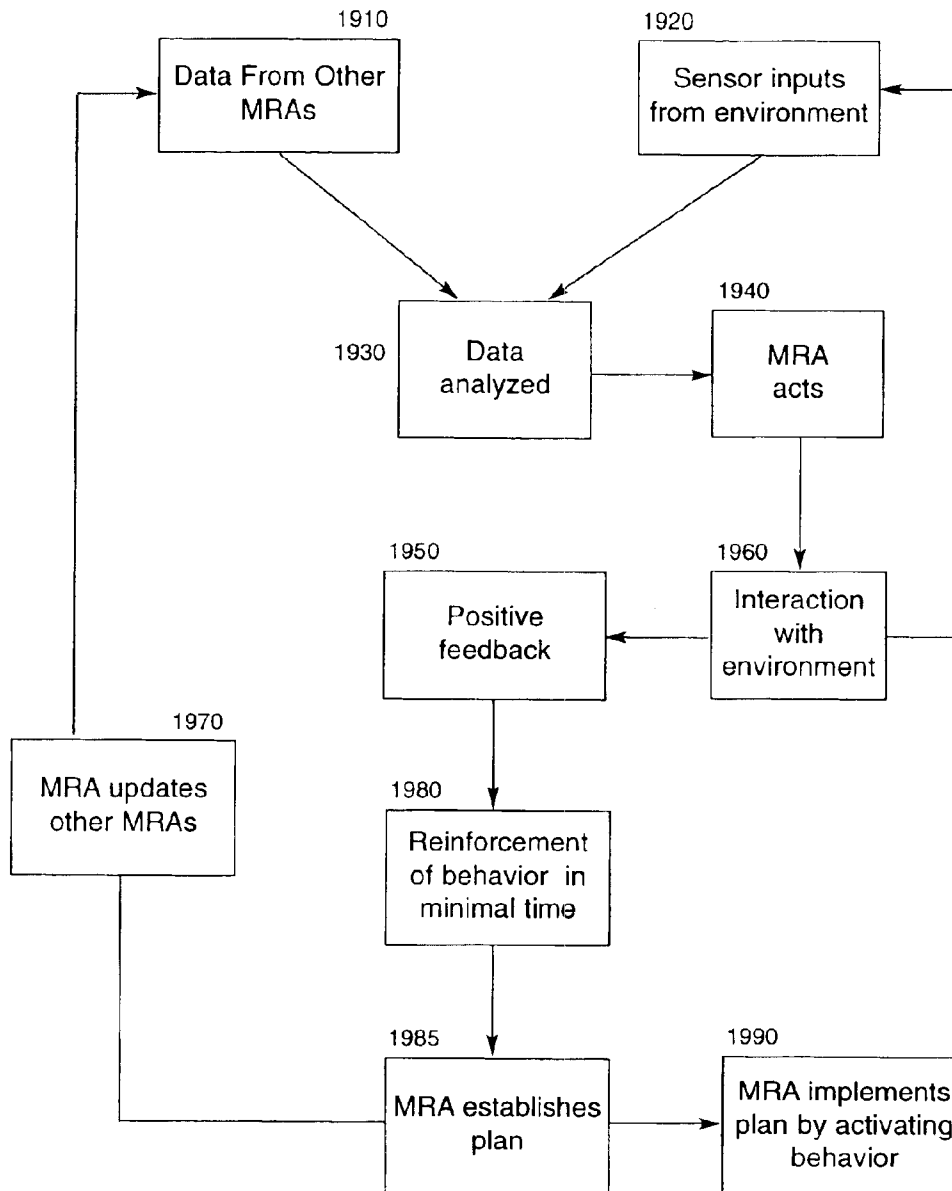 1910
Data From Other
MRAs
1920
Sensor inputs
from environment
1930
Data
analyzed
1940
MRA
acts
1950
Positive
feedback
1960
Interaction
with
environment
1970
MRA updates
other MRAs
1980
Reinforcement
of behavior in
minimal time
1985
MRA establishes
plan
1990
MRA implements
plan by activating
behavior